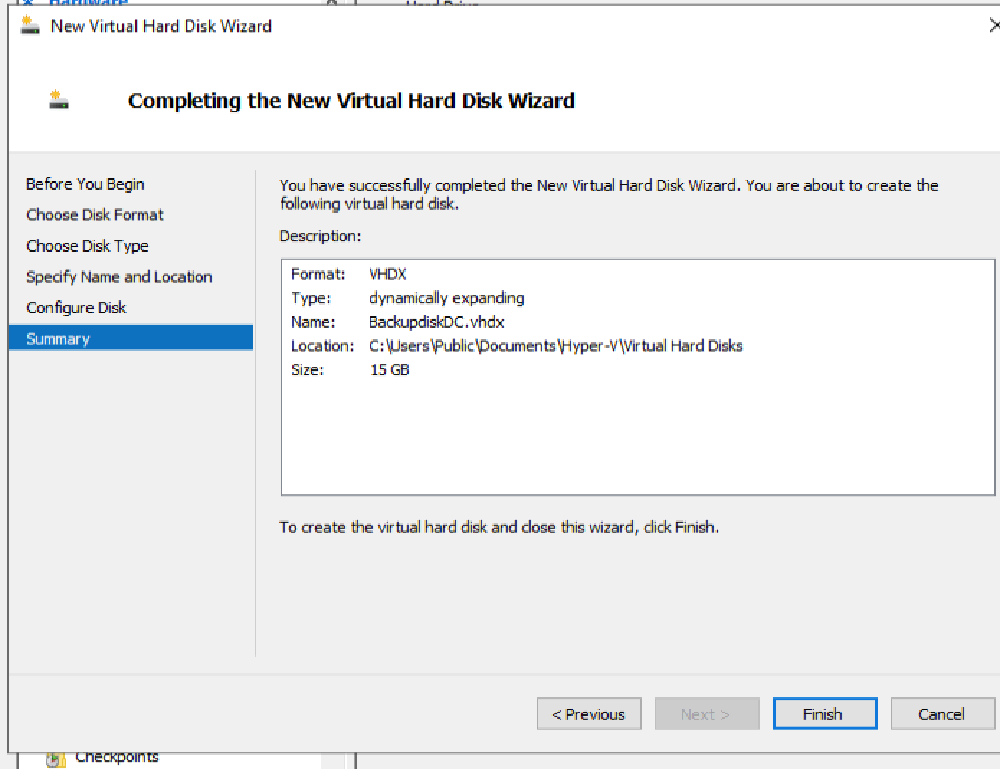 Hardware
Hard Drive
New Virtual Hard Disk Wizard
Completing the New Virtual Hard Disk Wizard
Before You Begin
Choose Disk Format
Choose Disk Type
Specify Name and Location
Configure Disk
Summary
You have successfully completed the New Virtual Hard Disk Wizard. You are about to create the
following virtual hard disk.
Description:
Format: VHDX
Type: dynamically expanding
Name: BackupdiskDC.vhdx
Location: C:\Users\Public\Documents\Hyper-V\Virtual Hard Disks
Size: 15 GB
To create the virtual hard disk and close this wizard, click Finish.
< Previous
Next >
Finish
Cancel
Checkpoints